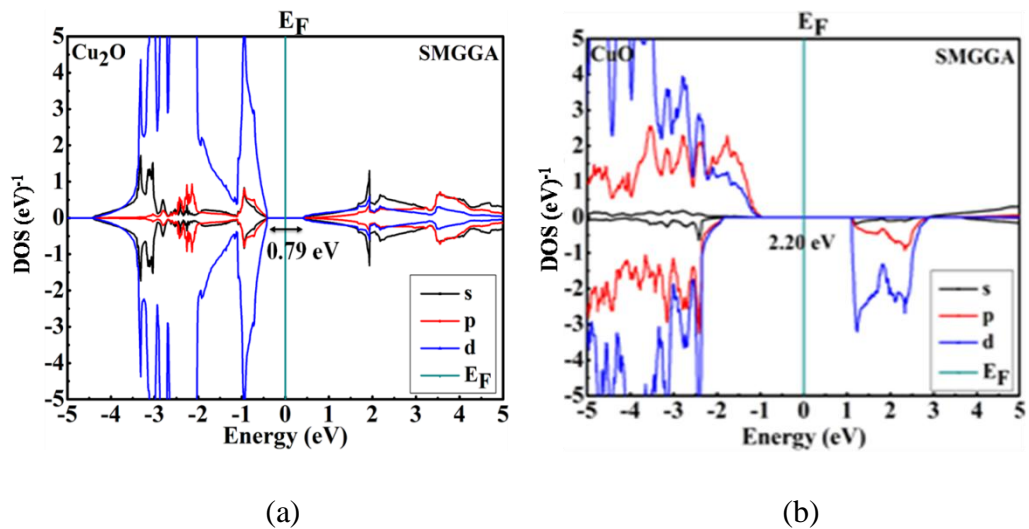 E_F
Cu₂O
SMGGA
5
4
3
2
1
0
-1
-2
-3
-4
-5
DOS (eV)⁻¹
0.79 eV
s
p
d
E_F
-5 -4 -3 -2 -1 0 1 2 3 4 5
Energy (eV)
(a)
E_F
CuO
SMGGA
5
4
3
2
1
0
-1
-2
-3
-4
-5
DOS (eV)⁻¹
2.20 eV
s
p
d
E_F
-5 -4 -3 -2 -1 0 1 2 3 4 5
Energy (eV)
(b)